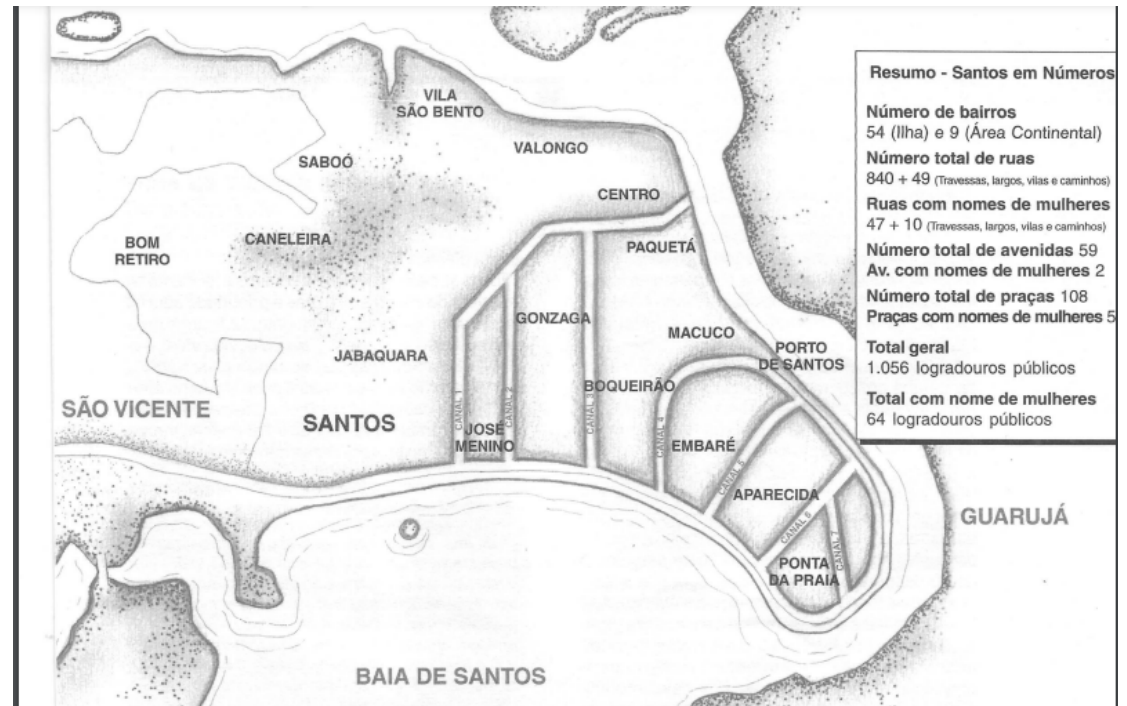 VILA
SÃO BENTO
VALONGO
SABOÓ
CENTRO
BOM
RETIRO
CANELEIRA
PAQUETÁ
GONZAGA
MACUCO
JABAQUARA
PORTO
DE SANTOS
BOQUEIRÃO
SÃO VICENTE
SANTOS
CANAL 1
CANAL 2
CANAL 3
CANAL 4
JOSÉ
MENINO
EMBARÉ
CANAL 5
APARECIDA
CANAL 6
CANAL 7
PONTA
DA PRAIA
GUARUJÁ
BAIA DE SANTOS
Resumo - Santos em Números
Número de bairros
54 (Ilha) e 9 (Área Continental)
Número total de ruas
840 + 49 (Travessas, largos, vilas e caminhos)
Ruas com nomes de mulheres
47 + 10 (Travessas, largos, vilas e caminhos)
Número total de avenidas 59
Av. com nomes de mulheres 2
Número total de praças 108
Praças com nomes de mulheres 5
Total geral
1.056 logradouros públicos
Total com nome de mulheres
64 logradouros públicos